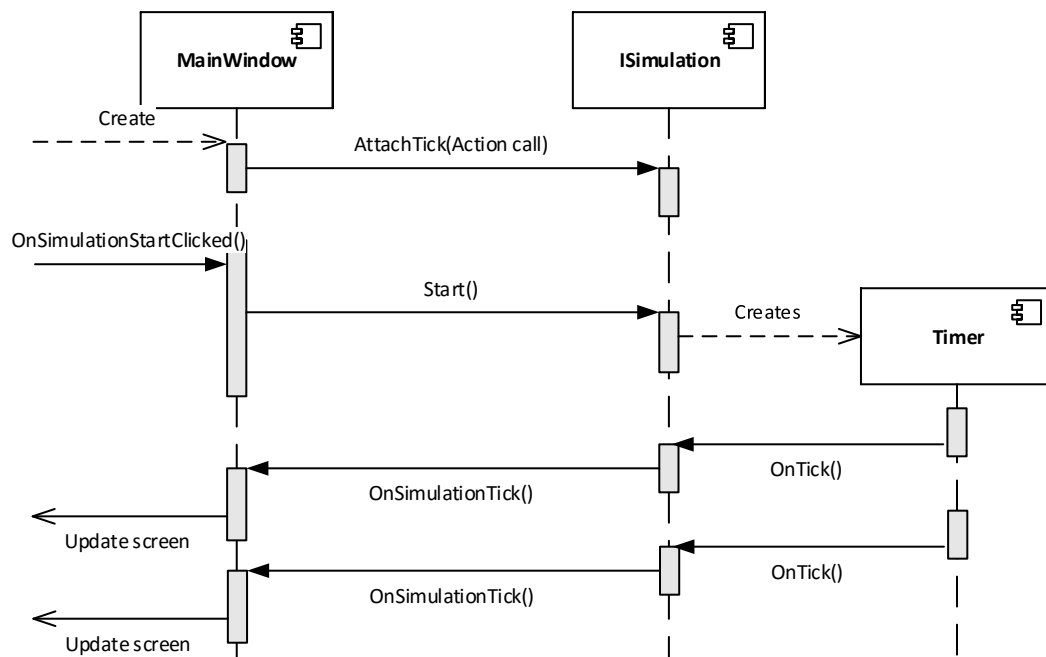 MainWindow
ISimulation
Create
AttachTick(Action call)
OnSimulationStartClicked()
Start()
Creates
Timer
OnTick()
OnSimulationTick()
Update screen
OnTick()
OnSimulationTick()
Update screen